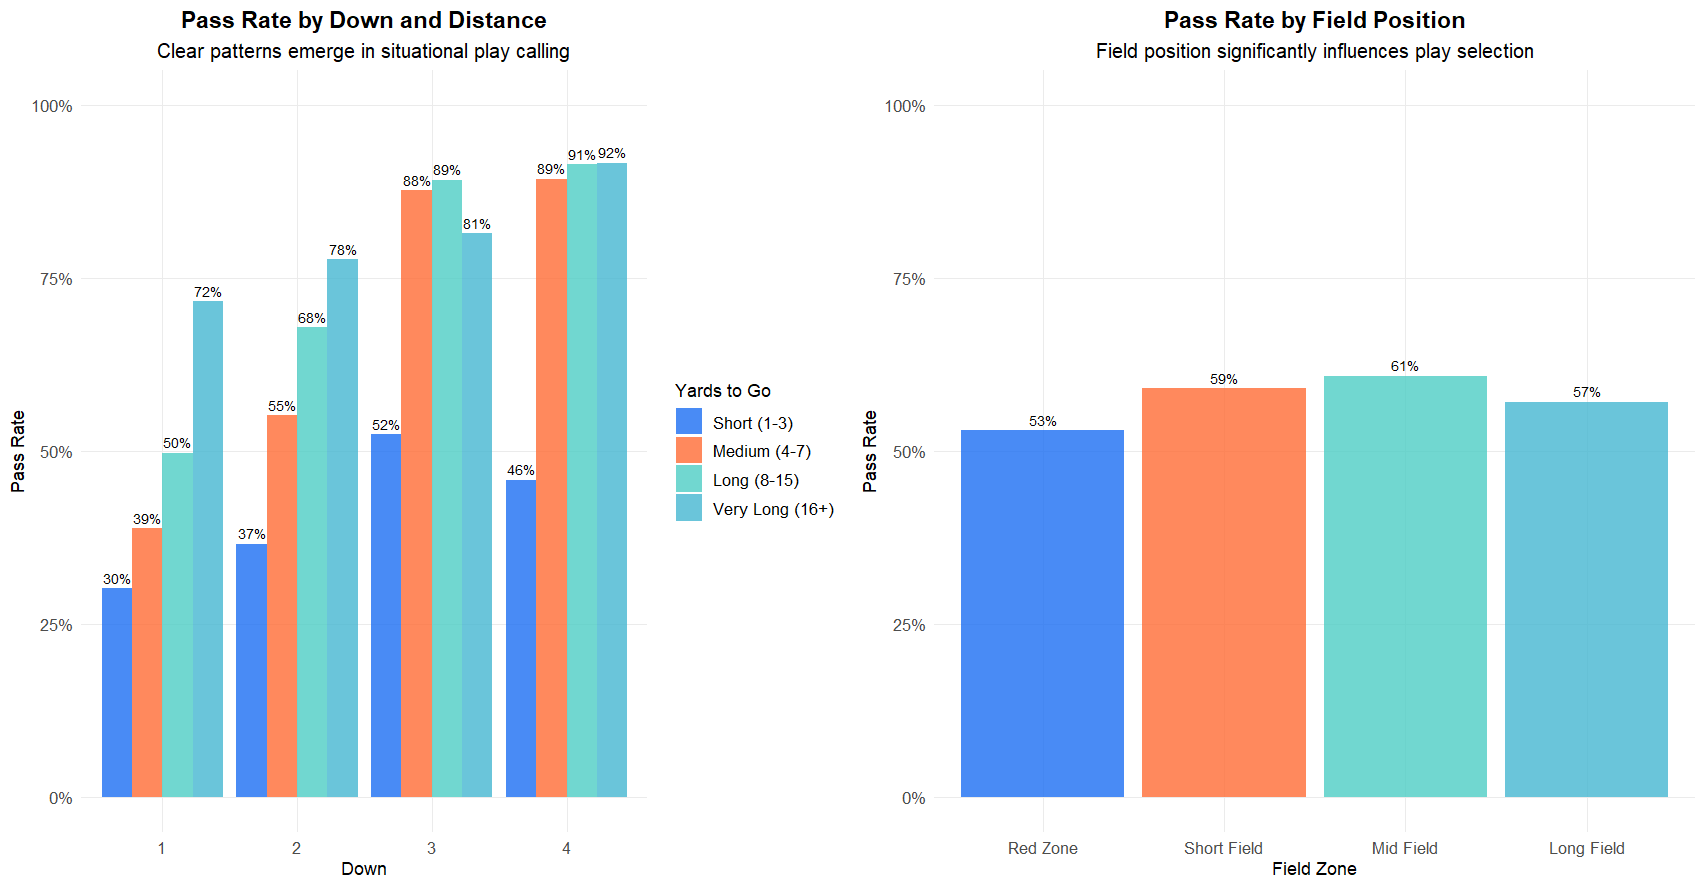 Pass Rate by Down and Distance
Clear patterns emerge in situational play calling
Pass Rate
100%
75%
50%
25%
0%
30%
39%
50%
72%
37%
55%
68%
78%
52%
88%
89%
81%
46%
89%
91%
92%
1
2
3
4
Down
Yards to Go
Short (1-3)
Medium (4-7)
Long (8-15)
Very Long (16+)
Pass Rate by Field Position
Field position significantly influences play selection
Pass Rate
100%
75%
50%
25%
0%
53%
59%
61%
57%
Red Zone
Short Field
Mid Field
Long Field
Field Zone